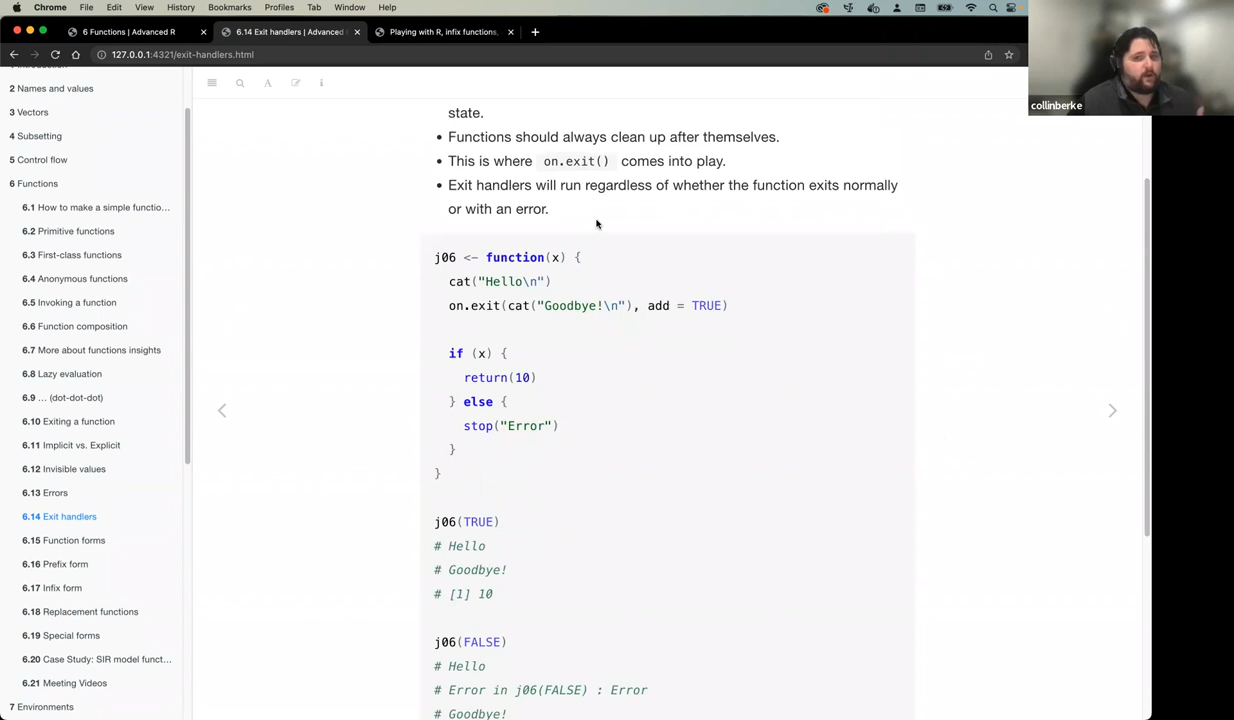 Chrome File Edit View History Bookmarks Profiles Tab Window Help
6 Functions | Advanced R
6.14 Exit handlers | Advanced
Playing with R, infix functions,
127.0.0.1:4321/exit-handlers.html
collinberke
2 Names and values
3 Vectors
4 Subsetting
5 Control flow
6 Functions
6.1 How to make a simple functio...
6.2 Primitive functions
6.3 First-class functions
6.4 Anonymous functions
6.5 Invoking a function
6.6 Function composition
6.7 More about functions insights
6.8 Lazy evaluation
6.9 ... (dot-dot-dot)
6.10 Exiting a function
6.11 Implicit vs. Explicit
6.12 Invisible values
6.13 Errors
6.14 Exit handlers
6.15 Function forms
6.16 Prefix form
6.17 Infix form
6.18 Replacement functions
6.19 Special forms
6.20 Case Study: SIR model funct...
6.21 Meeting Videos
7 Environments
state.
• Functions should always clean up after themselves.
• This is where on.exit() comes into play.
• Exit handlers will run regardless of whether the function exits normally
or with an error.
j06 <- function(x) {
cat("Hello\n")
on.exit(cat("Goodbye!\n"), add = TRUE)
if (x) {
return(10)
} else {
stop("Error")
}
}
j06(TRUE)
# Hello
# Goodbye!
# [1] 10
j06(FALSE)
# Hello
# Error in j06(FALSE) : Error
# Goodbye!